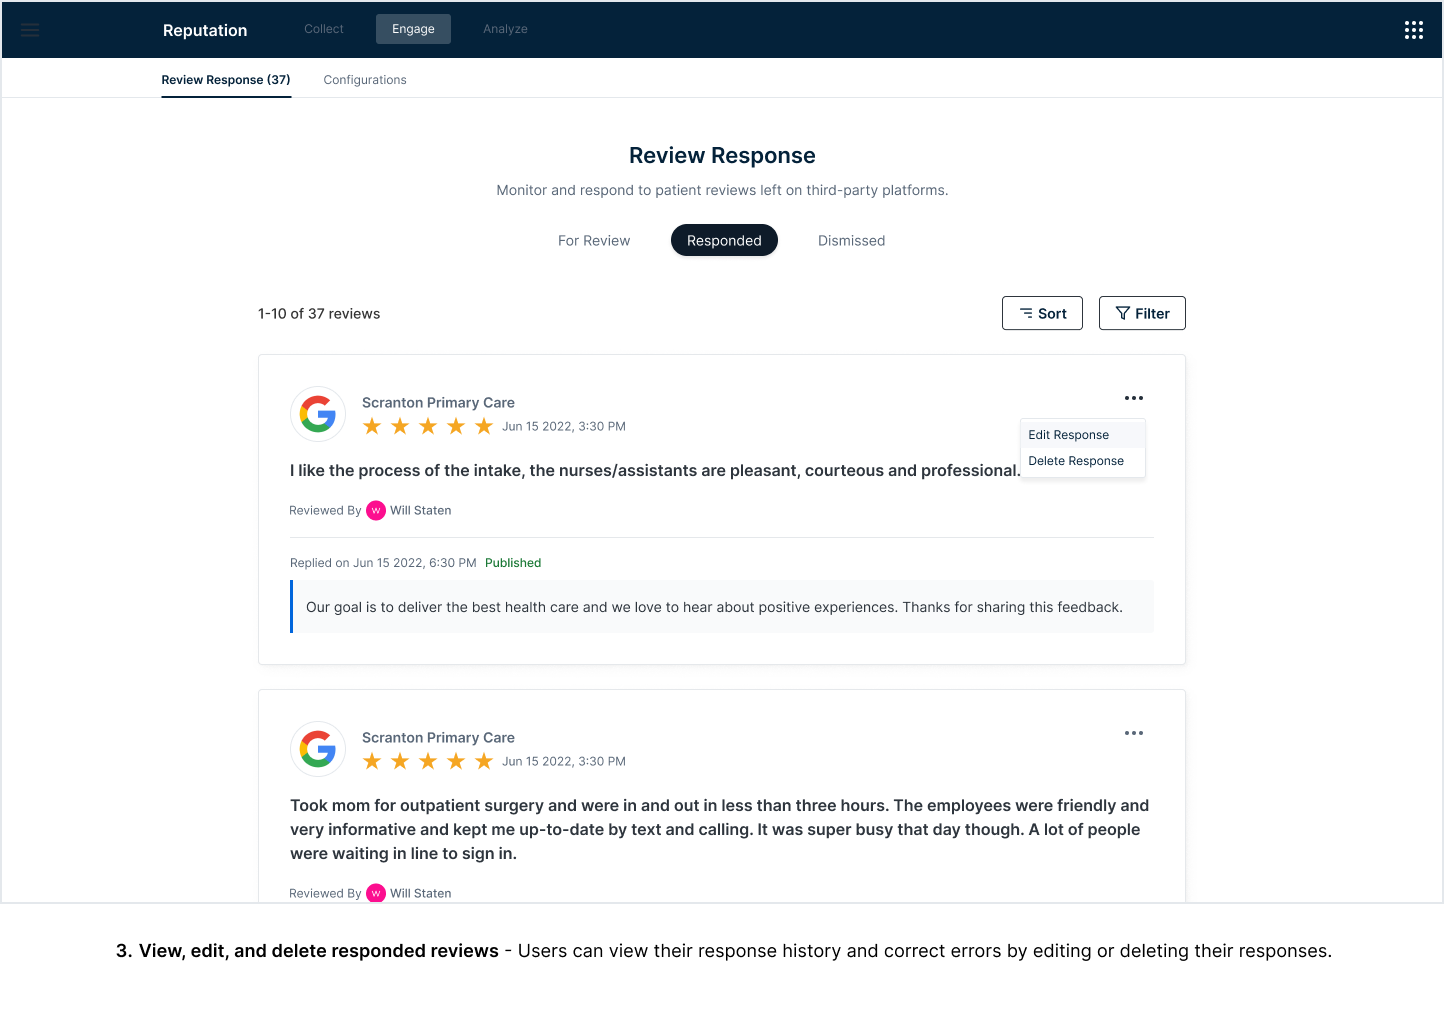 Reputation
Collect
Engage
Analyze
Review Response (37)
Configurations
Review Response
Monitor and respond to patient reviews left on third-party platforms.
For Review
Responded
Dismissed
1-10 of 37 reviews
Sort
Filter
Scranton Primary Care
Jun 15 2022, 3:30 PM
Edit Response
Delete Response
I like the process of the intake, the nurses/assistants are pleasant, courteous and professional.
Reviewed By W Will Staten
Replied on Jun 15 2022, 6:30 PM Published
Our goal is to deliver the best health care and we love to hear about positive experiences. Thanks for sharing this feedback.
Scranton Primary Care
Jun 15 2022, 3:30 PM
Took mom for outpatient surgery and were in and out in less than three hours. The employees were friendly and
very informative and kept me up-to-date by text and calling. It was super busy that day though. A lot of people
were waiting in line to sign in.
Reviewed By W Will Staten
3. View, edit, and delete responded reviews - Users can view their response history and correct errors by editing or deleting their responses.